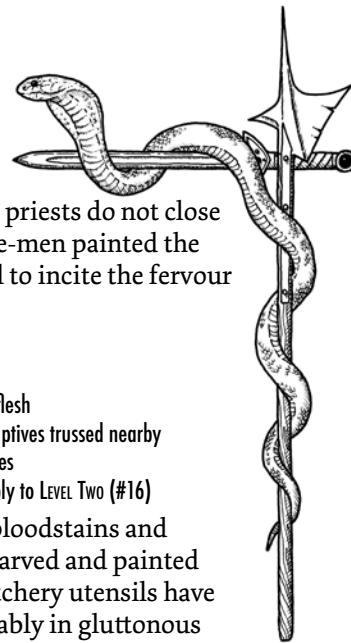 priests do not close
e-men painted the
l to incite the fervour
flesh
ptives trussed nearby
es
ly to Level Two (#16)
bloodstains and
arved and painted
tchery utensils have
ably in gluttonous